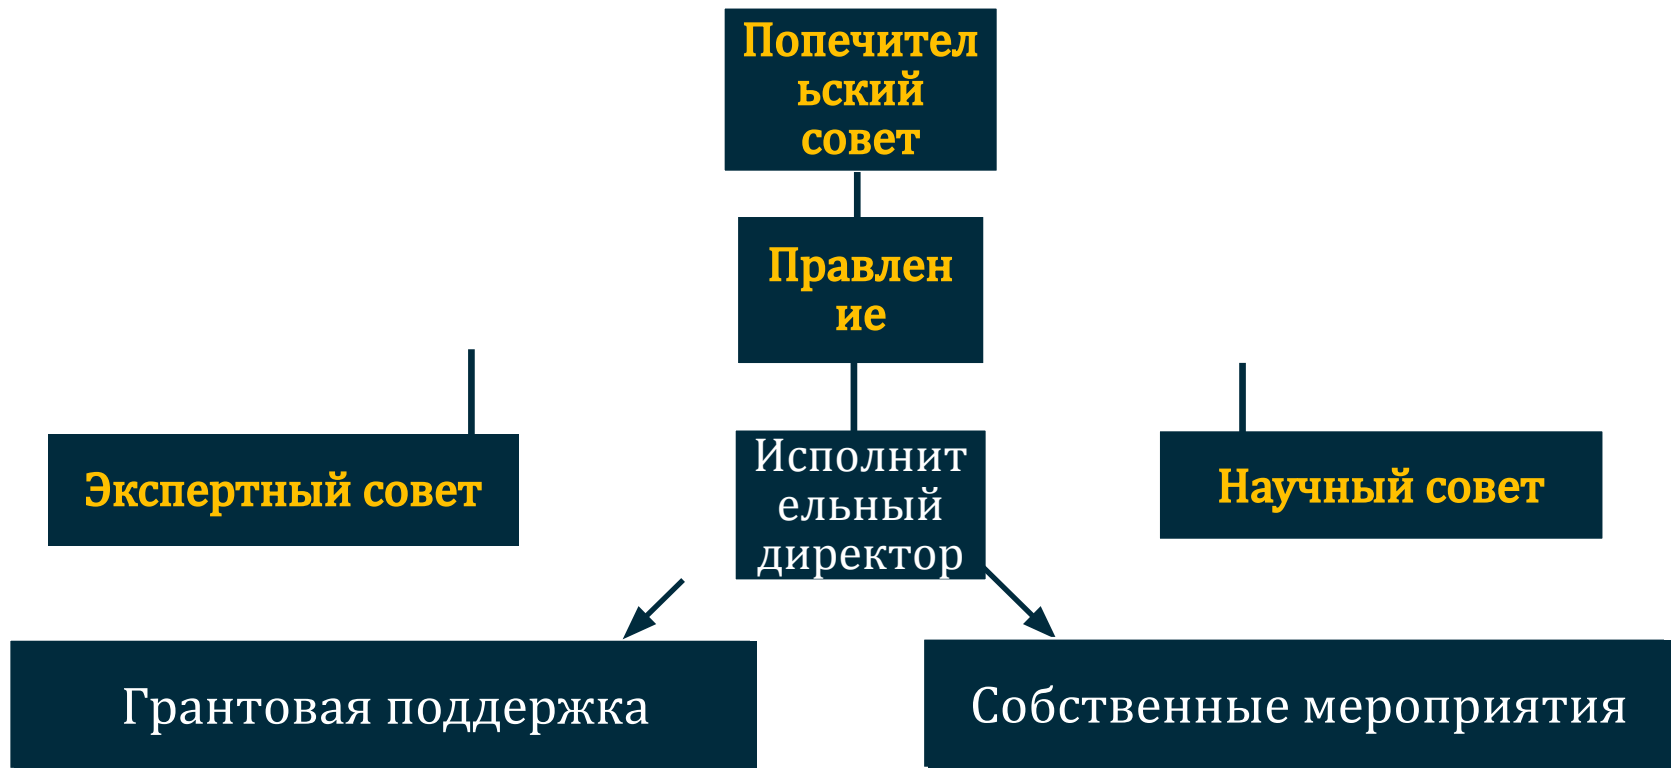 Попечител
ьский
совет
Правлен
ие
Экспертный совет
Исполнит
ельный
директор
Научный совет
Грантовая поддержка
Собственные мероприятия